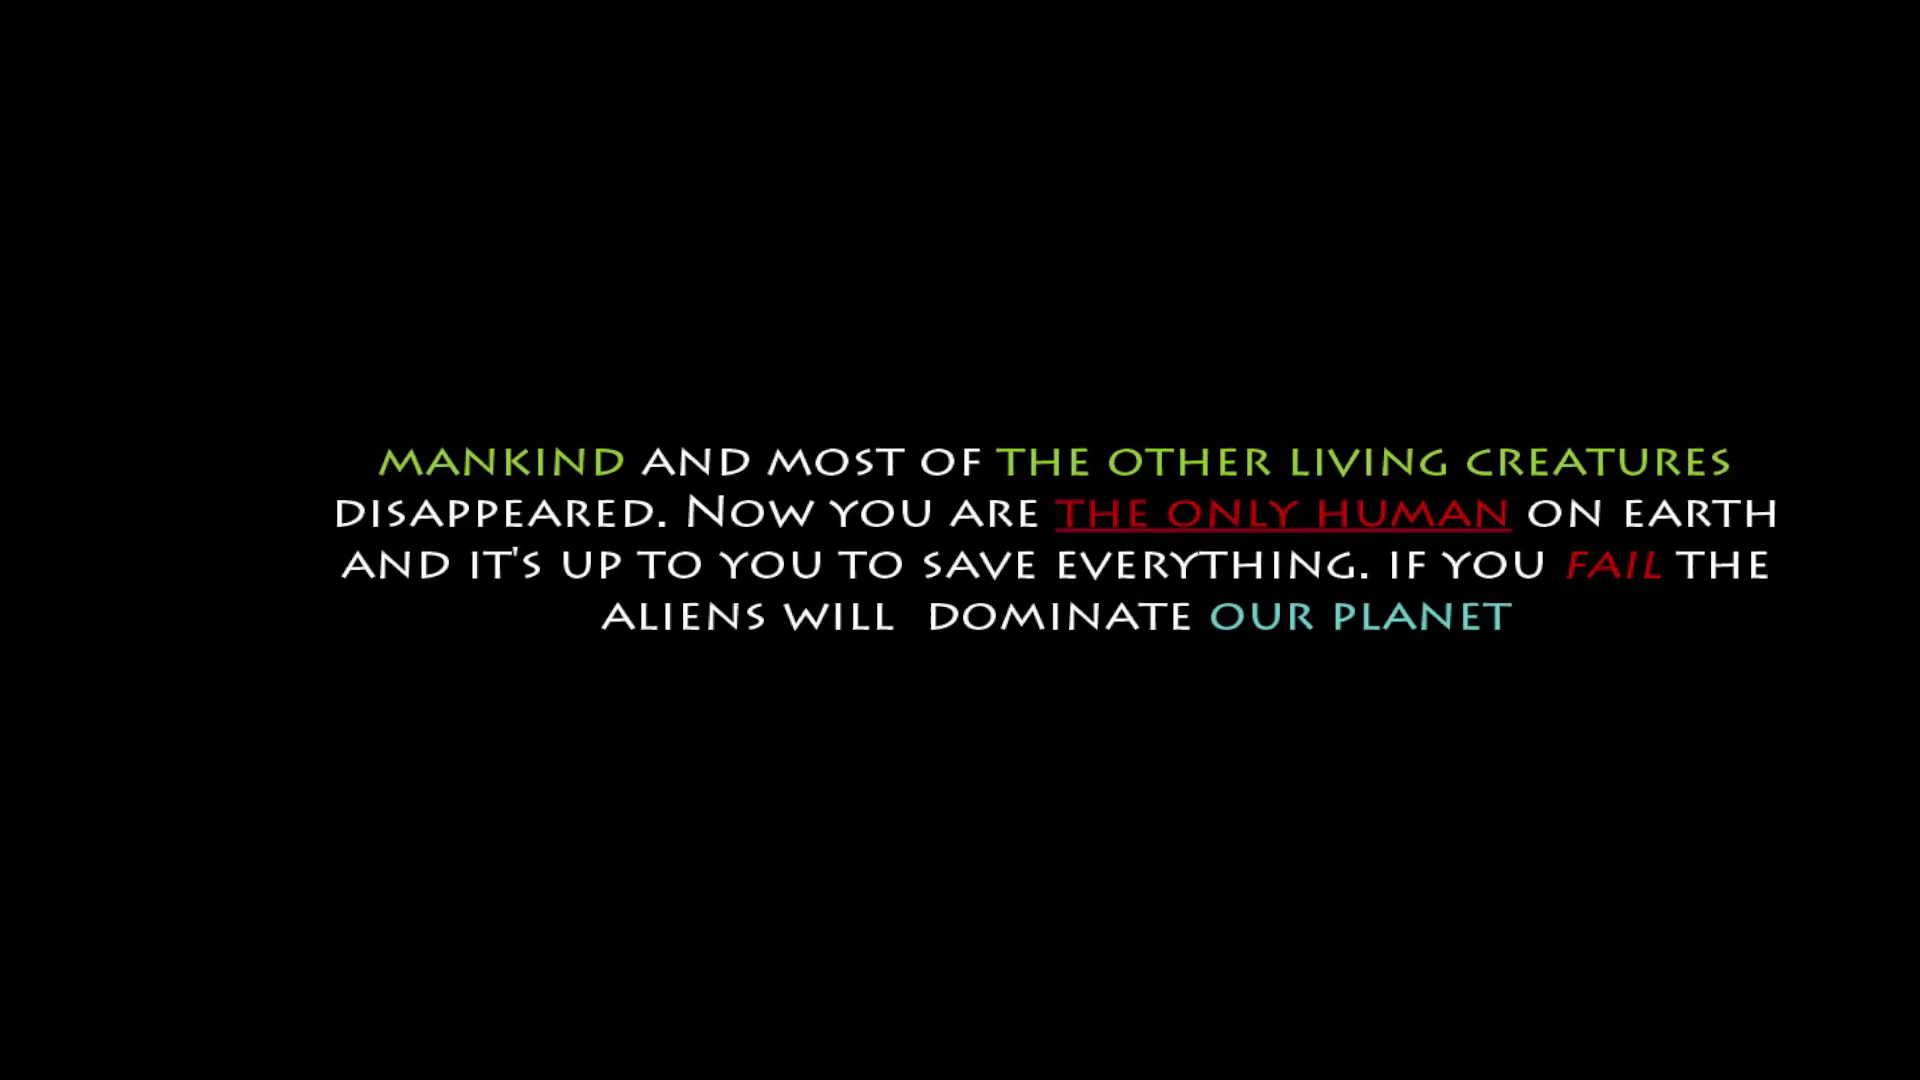 MANKIND AND MOST OF THE OTHER LIVING CREATURES
DISAPPEARED. NOW YOU ARE THE ONLY HUMAN ON EARTH
AND IT'S UP TO YOU TO SAVE EVERYTHING. IF YOU FAIL THE
ALIENS WILL  DOMINATE OUR PLANET